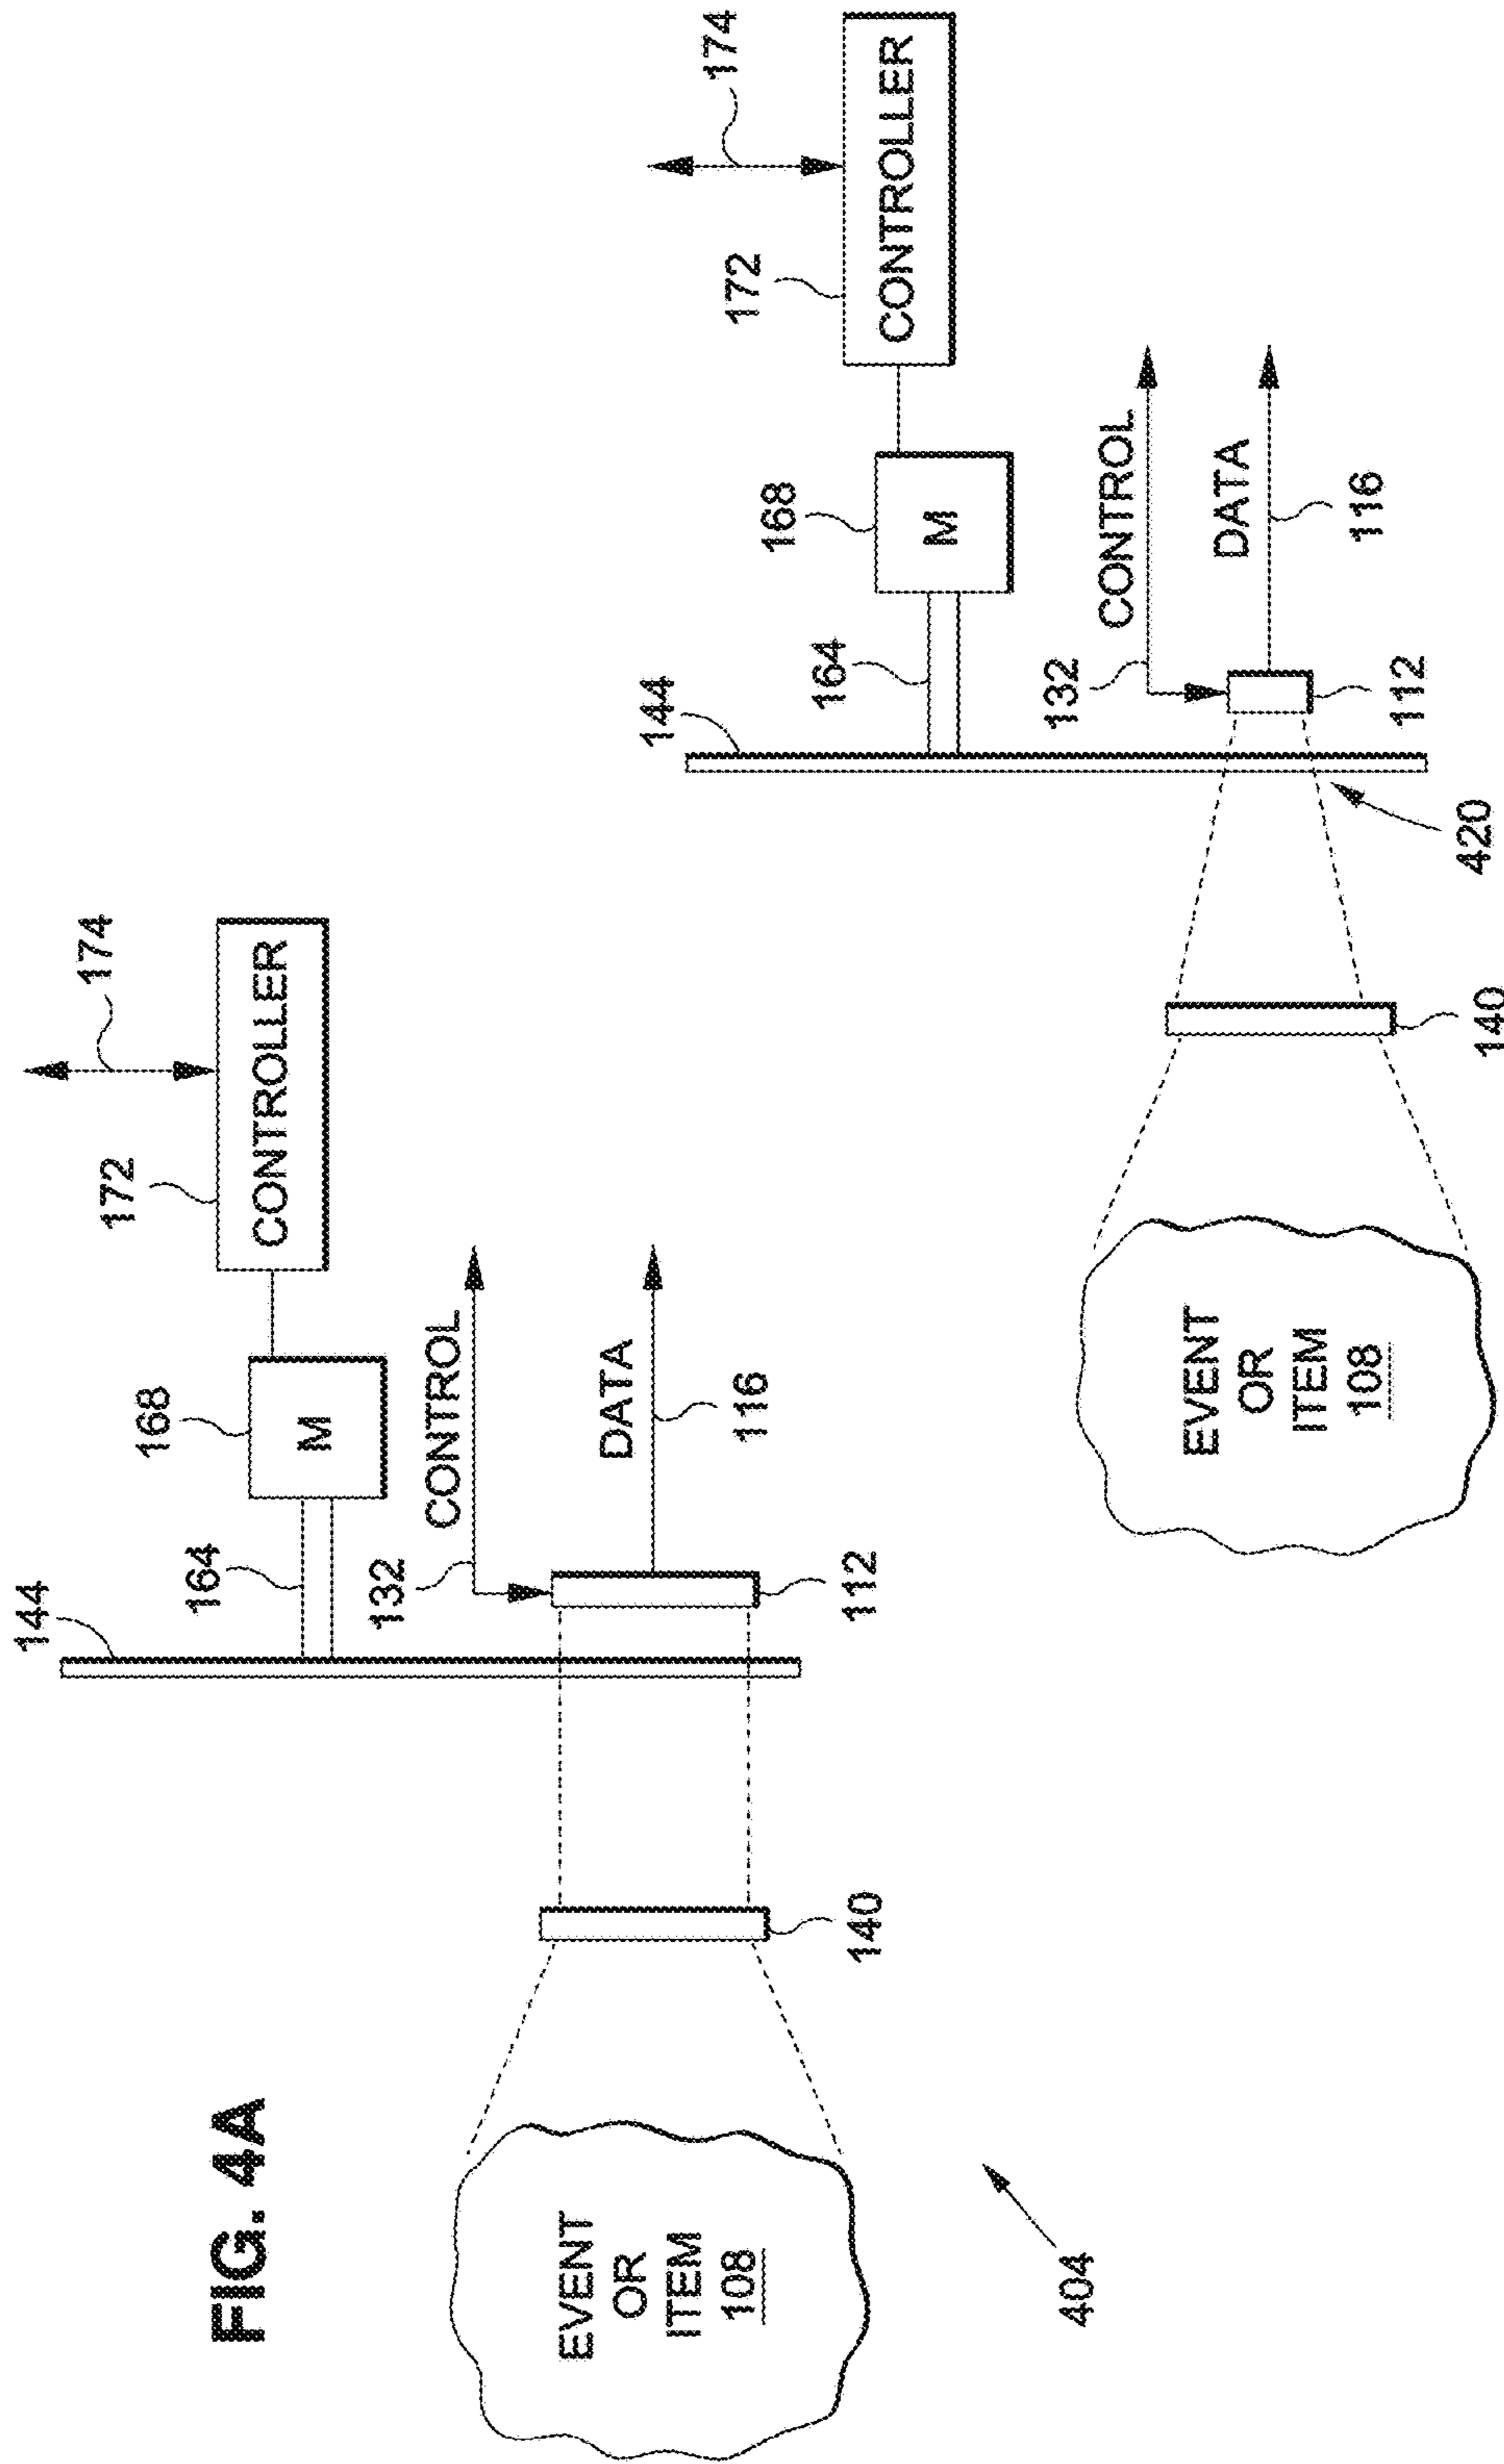 FIG. 4A
EVENT
OR
ITEM
108
404
140
144
164
168
M
172
CONTROLLER
174
132
CONTROL
DATA
116
112
EVENT
OR
ITEM
108
140
420
144
164
168
M
172
CONTROLLER
174
132
CONTROL
DATA
116
112